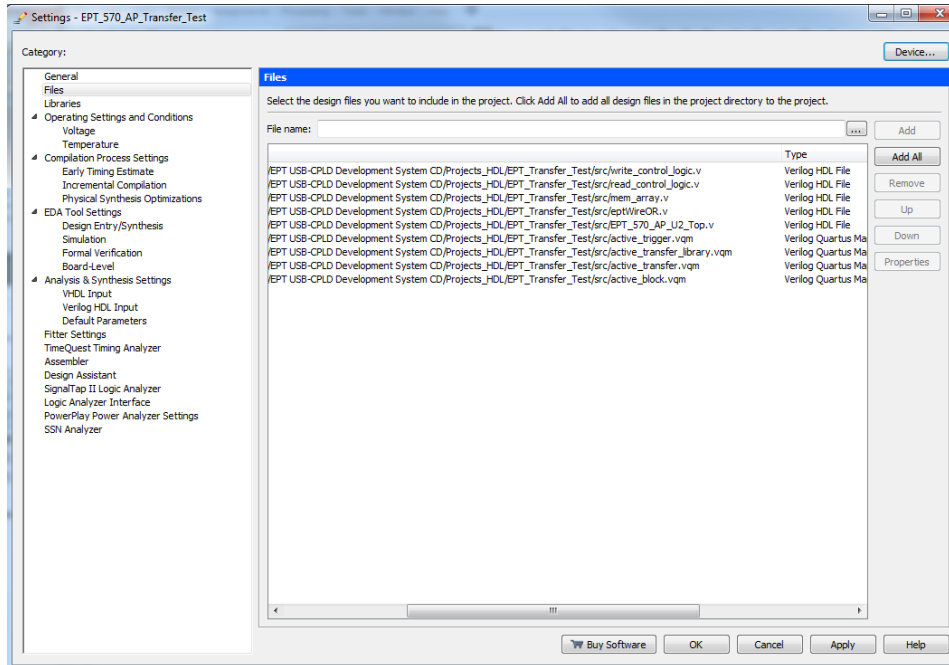 Settings - EPT_570_AP_Transfer_Test
Category:
Device...
General
Files
Libraries
Operating Settings and Conditions
Voltage
Temperature
Compilation Process Settings
Early Timing Estimate
Incremental Compilation
Physical Synthesis Optimizations
EDA Tool Settings
Design Entry/Synthesis
Simulation
Formal Verification
Board-Level
Analysis & Synthesis Settings
VHDL Input
Verilog HDL Input
Default Parameters
Fitter Settings
TimeQuest Timing Analyzer
Assembler
Design Assistant
SignalTap II Logic Analyzer
Logic Analyzer Interface
PowerPlay Power Analyzer Settings
SSN Analyzer
Files
Select the design files you want to include in the project. Click Add All to add all design files in the project directory to the project.
File name:
...
Add
Type
Add All
/EPT USB-CPLD Development System CD/Projects_HDL/EPT_Transfer_Test/src/write_control_logic.v Verilog HDL File
/EPT USB-CPLD Development System CD/Projects_HDL/EPT_Transfer_Test/src/read_control_logic.v Verilog HDL File
/EPT USB-CPLD Development System CD/Projects_HDL/EPT_Transfer_Test/src/mem_array.v Verilog HDL File
/EPT USB-CPLD Development System CD/Projects_HDL/EPT_Transfer_Test/src/eptWireOR.v Verilog HDL File
/EPT USB-CPLD Development System CD/Projects_HDL/EPT_Transfer_Test/src/EPT_570_AP_U2_Top.v Verilog HDL File
/EPT USB-CPLD Development System CD/Projects_HDL/EPT_Transfer_Test/src/active_trigger.vqm Verilog Quartus Ma
/EPT USB-CPLD Development System CD/Projects_HDL/EPT_Transfer_Test/src/active_transfer_library.vqm Verilog Quartus Ma
/EPT USB-CPLD Development System CD/Projects_HDL/EPT_Transfer_Test/src/active_transfer.vqm Verilog Quartus Ma
/EPT USB-CPLD Development System CD/Projects_HDL/EPT_Transfer_Test/src/active_block.vqm Verilog Quartus Ma
Remove
Up
Down
Properties
Buy Software
OK
Cancel
Apply
Help